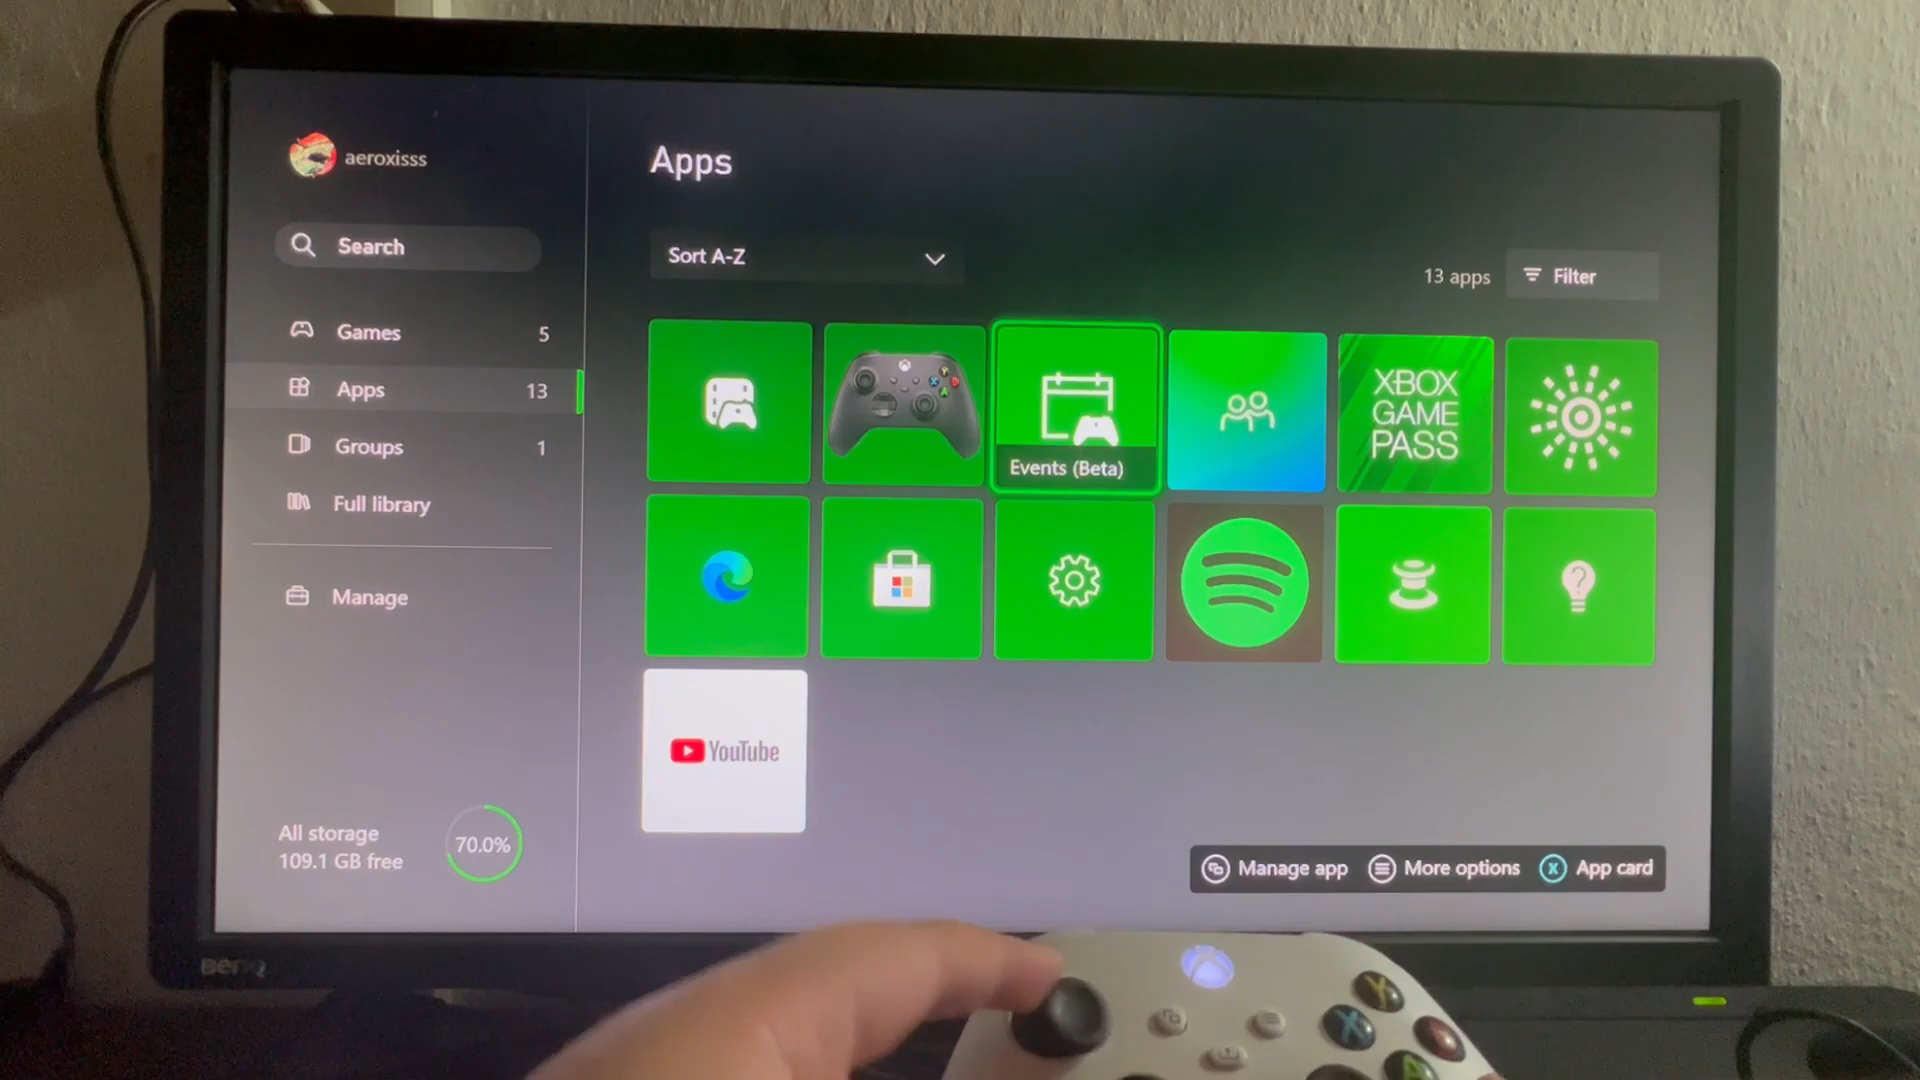 aeroxisss
Search
Games 5
Apps 13
Groups 1
Full library
Manage
All storage
109.1 GB free
70.0%
Apps
Sort A-Z
13 apps
Filter
Events (Beta)
XBOX
GAME
PASS
YouTube
Manage app
More options
X App card
BenQ
Y
X
A